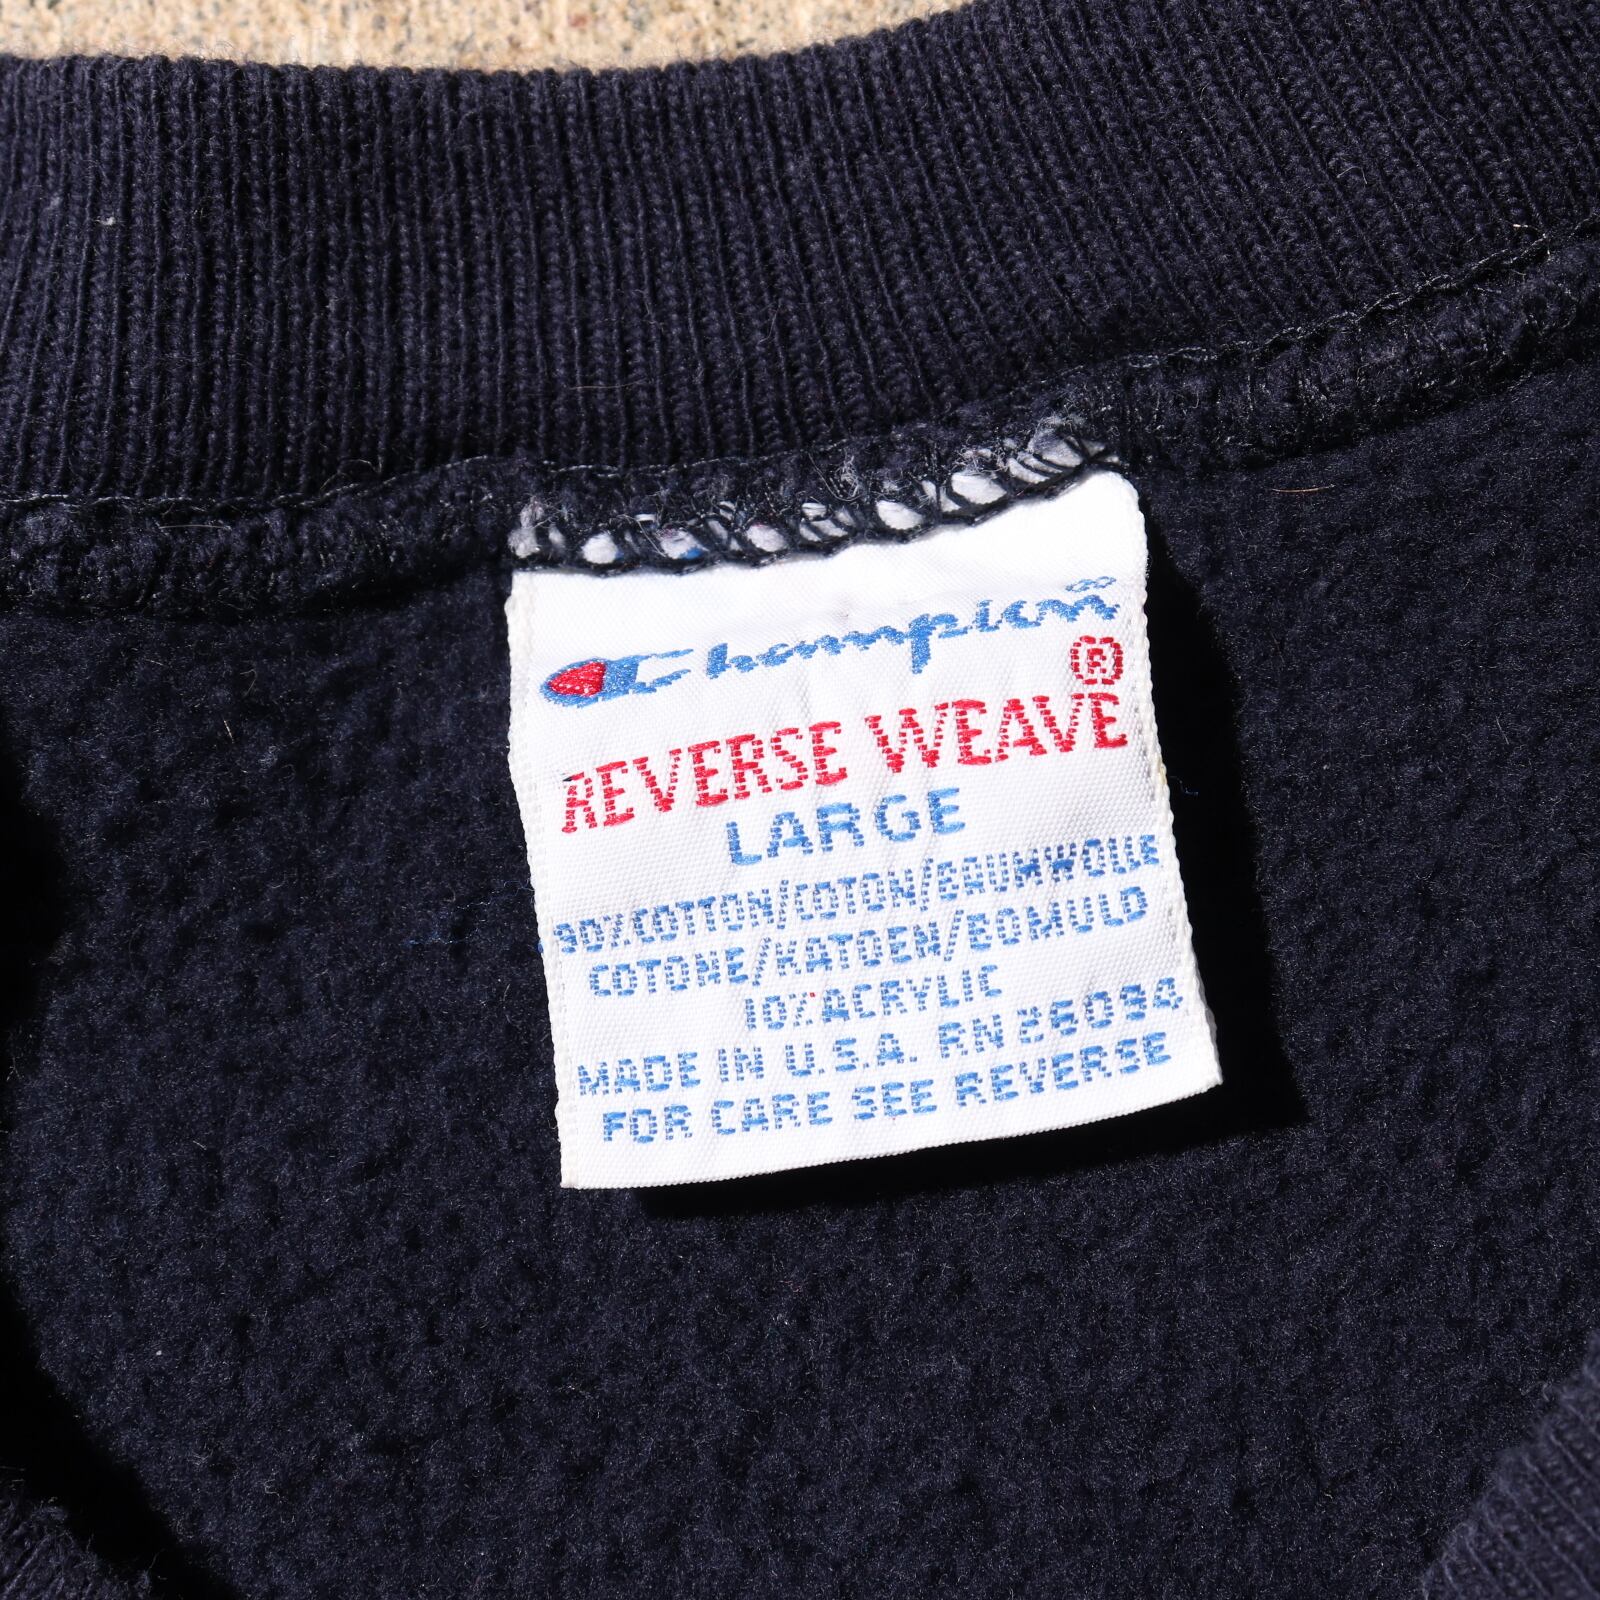 Champion
®
REVERSE WEAVE
LARGE
90%COTTON/COTON/BAUMWOLLE
COTONE/KATOEN/BOMULD
10%ACRYLIC
MADE IN U.S.A. RN 26094
FOR CARE SEE REVERSE